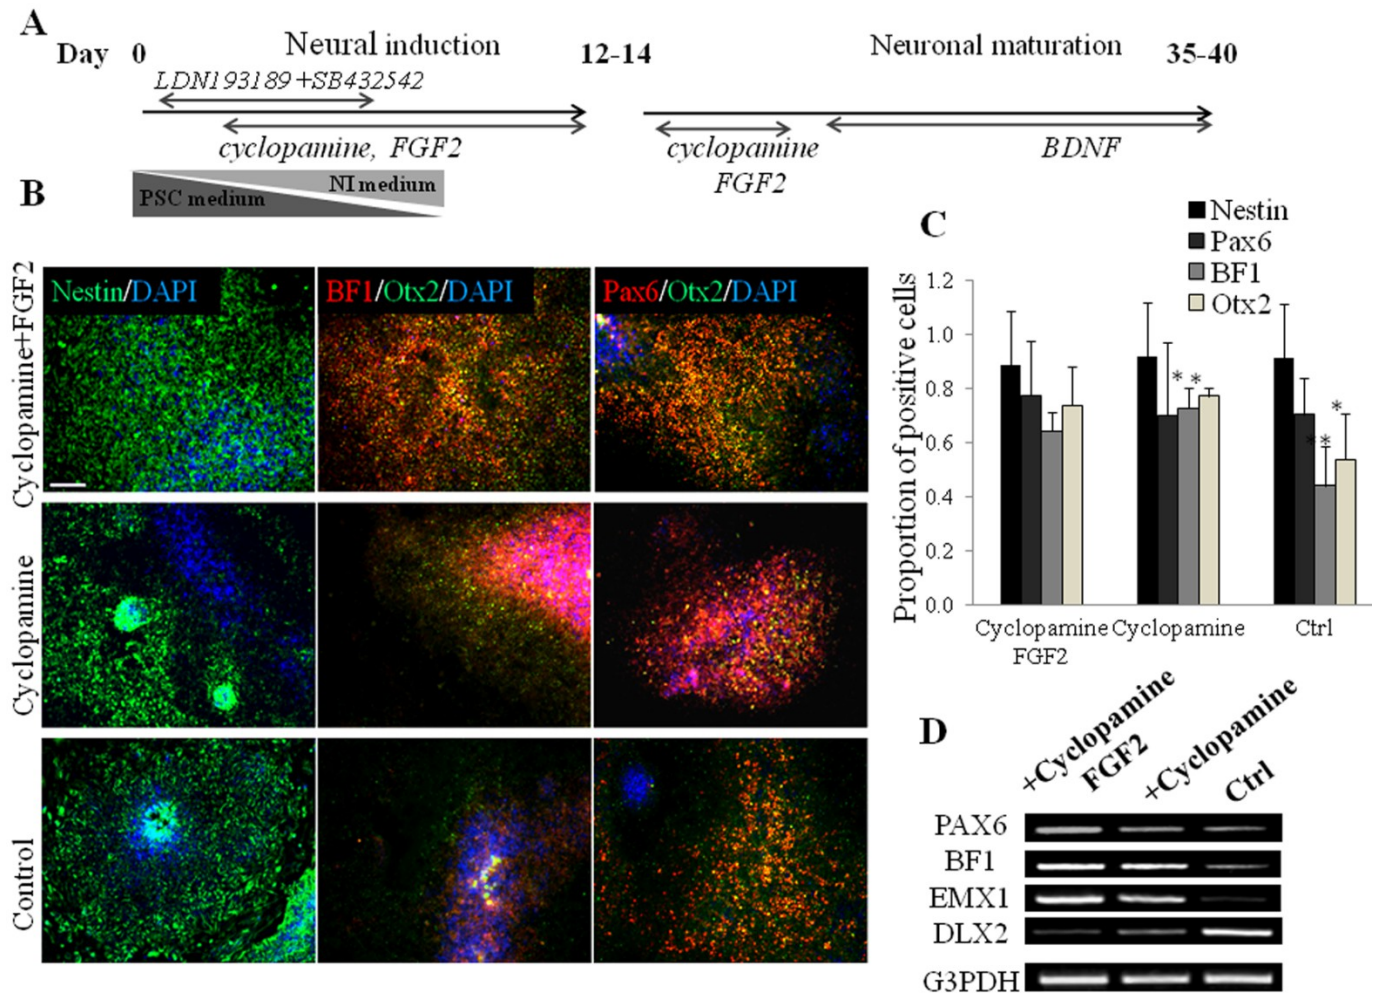 A
Day 0 Neural induction 12-14 Neuronal maturation 35-40
LDN193189+SB432542
cyclopamine, FGF2
cyclopamine
FGF2
BDNF
PSC medium
NI medium
B
Cyclopamine+FGF2
Nestin/DAPI
BF1/Otx2/DAPI
Pax6/Otx2/DAPI
Cyclopamine
Control
C
Nestin
Pax6
BF1
Otx2
Proportion of positive cells
1.2
1.0
0.8
0.6
0.4
0.2
0.0
* *
*
**
Cyclopamine
FGF2
Cyclopamine
Ctrl
D
+Cyclopamine
FGF2
+Cyclopamine
Ctrl
PAX6
BF1
EMX1
DLX2
G3PDH